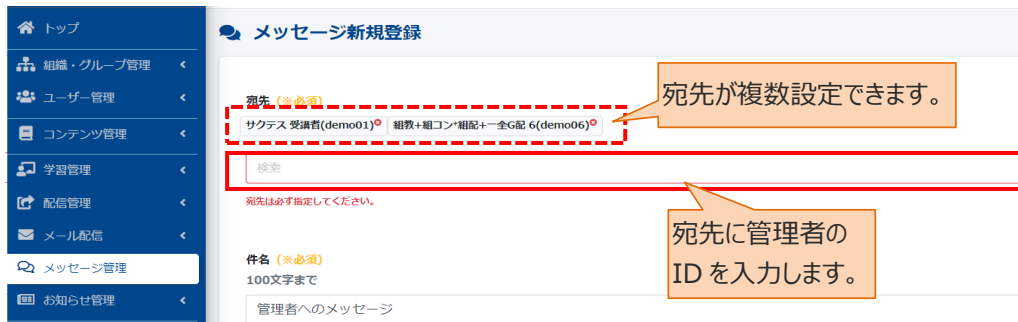 トップ
組織・グループ管理
ユーザー管理
コンテンツ管理
学習管理
配信管理
メール配信
メッセージ管理
お知らせ管理
メッセージ新規登録
宛先 (※必須)
サクテス 受講者(demo01) 組教+組コン+組配+一全G配 6(demo06)
検索
宛先は必ず指定してください。
件名 (※必須)
100文字まで
管理者へのメッセージ
宛先が複数設定できます。
宛先に管理者の
ID を入力します。